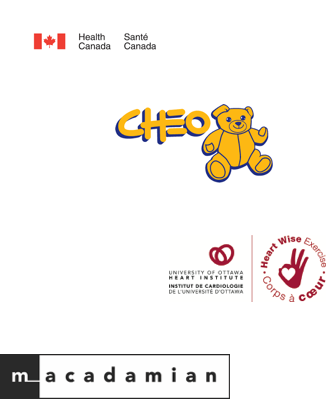 Health Santé
Canada Canada
CHEO
UNIVERSITY OF OTTAWA
HEART INSTITUTE
INSTITUT DE CARDIOLOGIE
DE L'UNIVERSITÉ D'OTTAWA
Heart Wise Exercise
Corps à cœur
m_acadamian